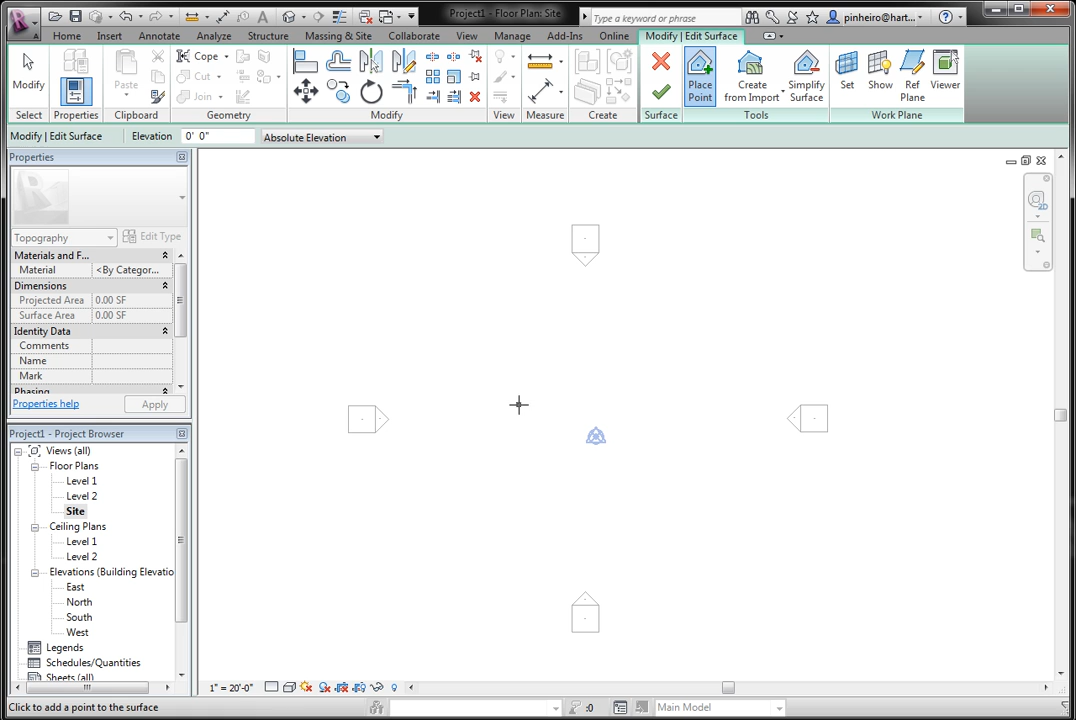 Project1 - Floor Plan: Site
Type a keyword or phrase
pinheiro@hart...
Home Insert Annotate Analyze Structure Massing & Site Collaborate View Manage Add-Ins Online Modify | Edit Surface
Modify
Paste
Cope
Cut
Join
Place Point
Create from Import
Simplify Surface
Set
Show
Ref Plane
Viewer
Select Properties Clipboard Geometry Modify View Measure Create Surface Tools Work Plane
Modify | Edit Surface Elevation 0' 0" Absolute Elevation
Properties
Topography Edit Type
Materials and F...
Material <By Categor...
Dimensions
Projected Area 0.00 SF
Surface Area 0.00 SF
Identity Data
Comments
Name
Mark
Phasing
Properties help Apply
Project1 - Project Browser
Views (all)
Floor Plans
Level 1
Level 2
Site
Ceiling Plans
Level 1
Level 2
Elevations (Building Elevatio
East
North
South
West
Legends
Schedules/Quantities
Sheets (all)
2D
1" = 20'-0"
Click to add a point to the surface
:0
Main Model